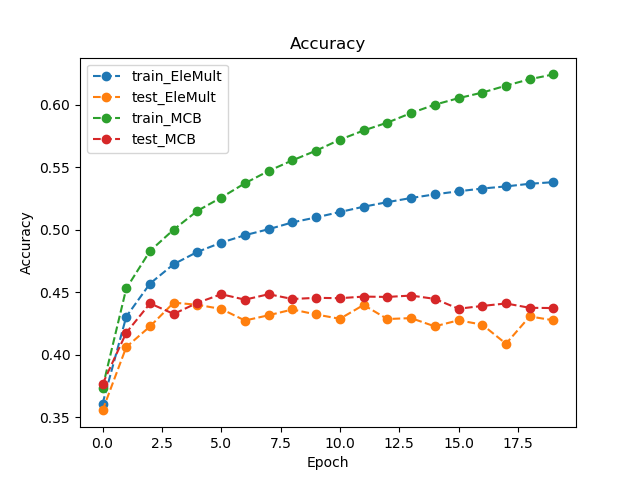 Accuracy
train_EleMult
test_EleMult
train_MCB
test_MCB
0.60
0.55
0.50
0.45
0.40
0.35
Accuracy
0.0 2.5 5.0 7.5 10.0 12.5 15.0 17.5
Epoch